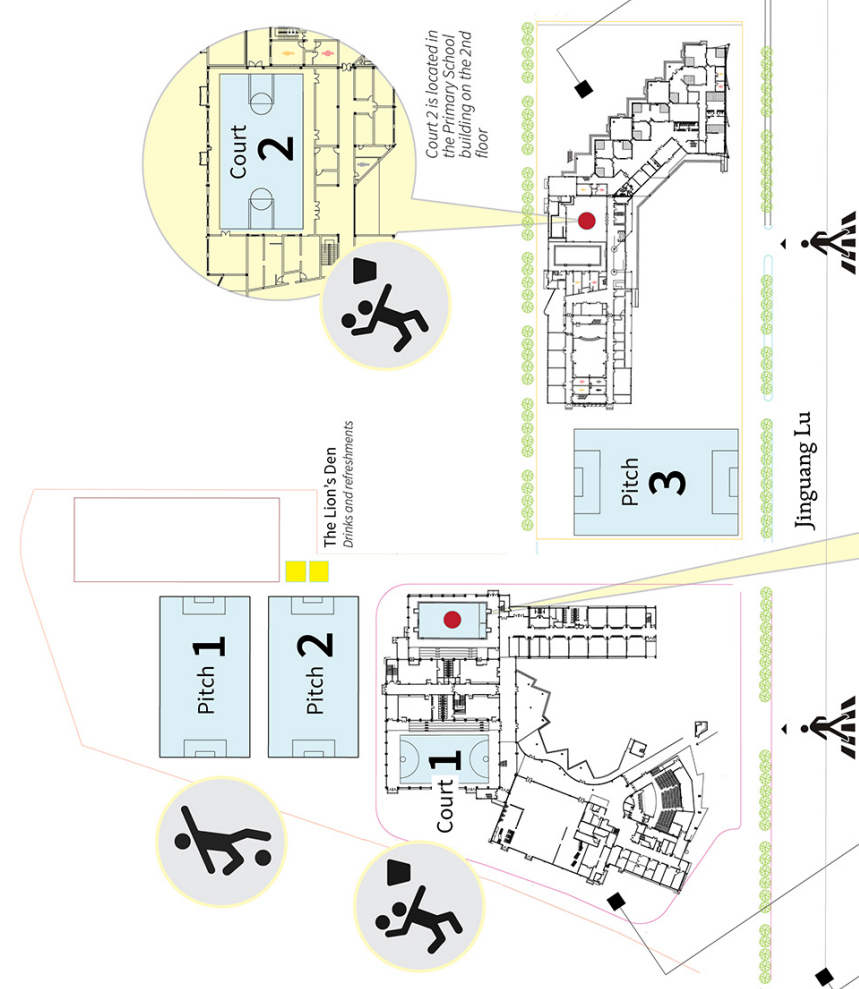 Court
2
Court 2 is located in
the Primary School
building on the 2nd
floor
Pitch
3
Jinguang Lu
The Lion's Den
Drinks and refreshments
Pitch 1
Pitch 2
Court 1